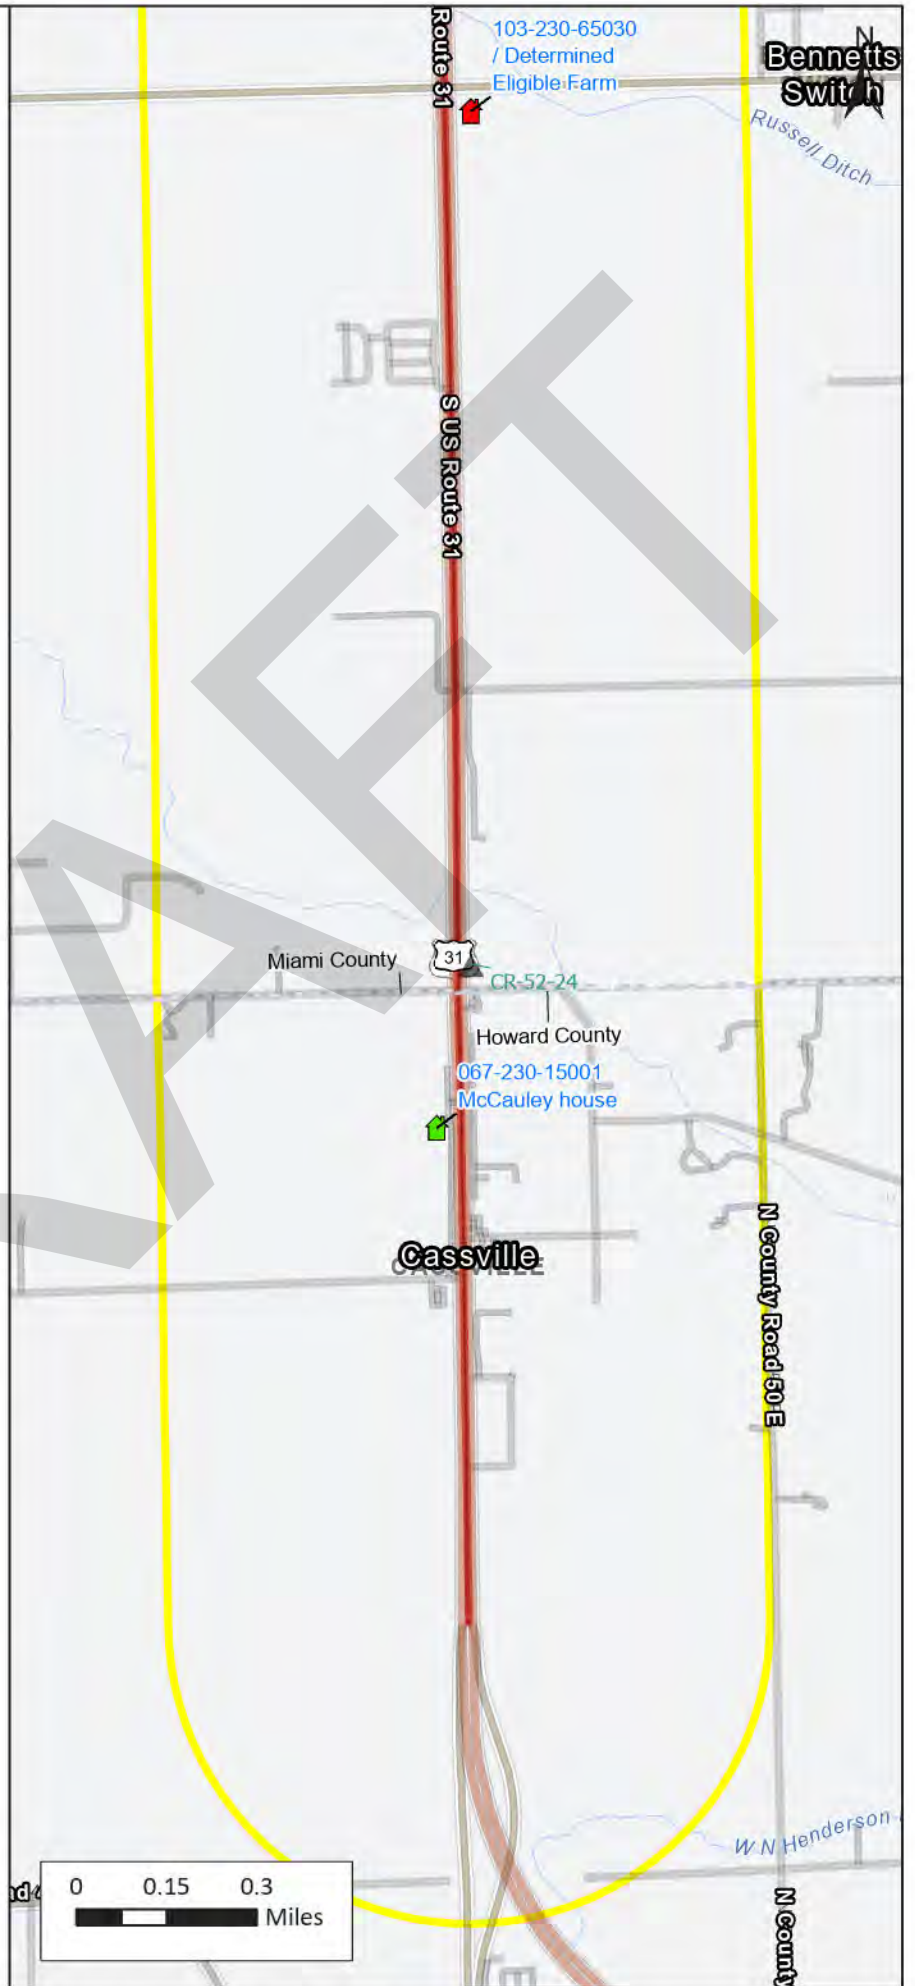 Route 31
103-230-65030
/ Determined
Eligible Farm
N
Bennetts
Switch
Russell Ditch
S US Route 31
31
Miami County
CR-52-24
Howard County
067-230-15001
McCauley house
Cassville
CASSVILLE
N County Road 50 E
W N Henderson
0 0.15 0.3
Miles
N County
RAFT